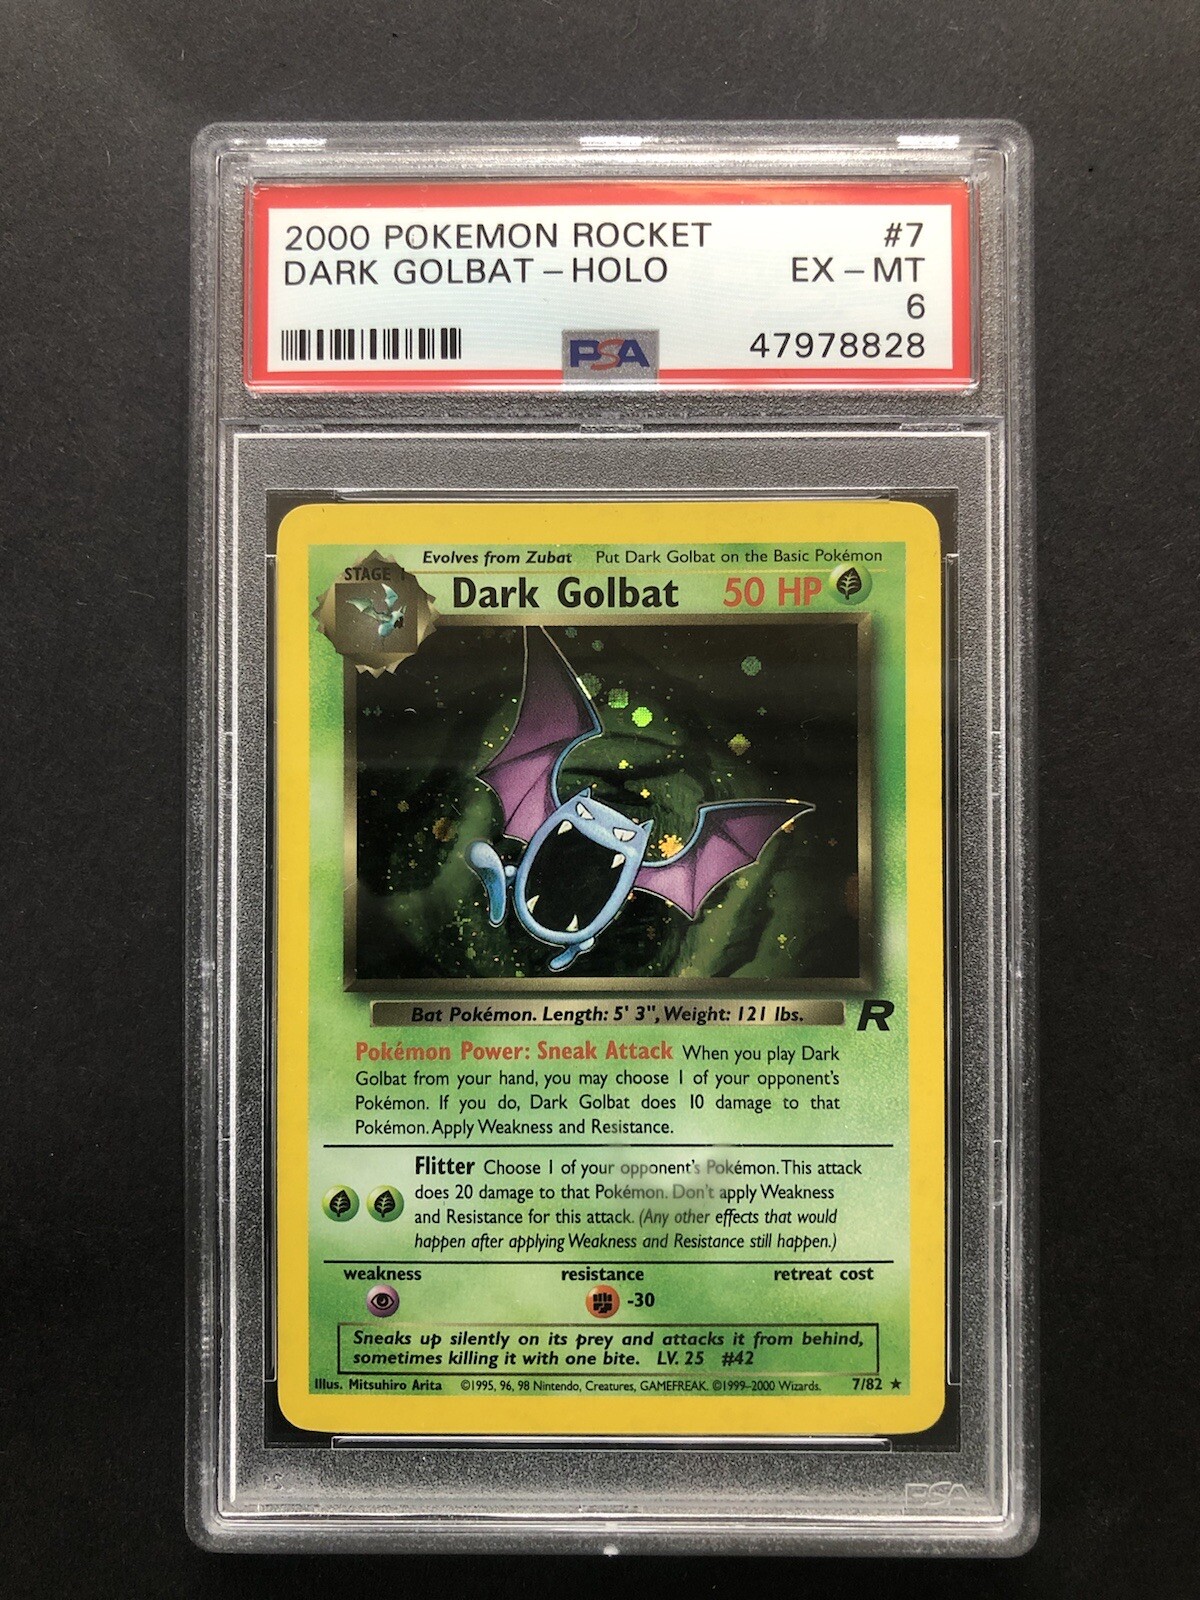 2000 POKEMON ROCKET #7
DARK GOLBAT - HOLO EX - MT
6
PSA 47978828
Evolves from Zubat Put Dark Golbat on the Basic Pokémon
STAGE 1
Dark Golbat 50 HP
Bat Pokémon. Length: 5' 3", Weight: 121 lbs.
R
Pokémon Power: Sneak Attack When you play Dark
Golbat from your hand, you may choose 1 of your opponent's
Pokémon. If you do, Dark Golbat does 10 damage to that
Pokémon. Apply Weakness and Resistance.
Flitter Choose 1 of your opponent's Pokémon. This attack
does 20 damage to that Pokémon. Don't apply Weakness
and Resistance for this attack. (Any other effects that would
happen after applying Weakness and Resistance still happen.)
weakness resistance retreat cost
-30
Sneaks up silently on its prey and attacks it from behind,
sometimes killing it with one bite. LV. 25 #42
Illus. Mitsuhiro Arita ©1995, 96, 98 Nintendo, Creatures, GAMEFREAK. ©1999-2000 Wizards. 7/82 ★
PSA